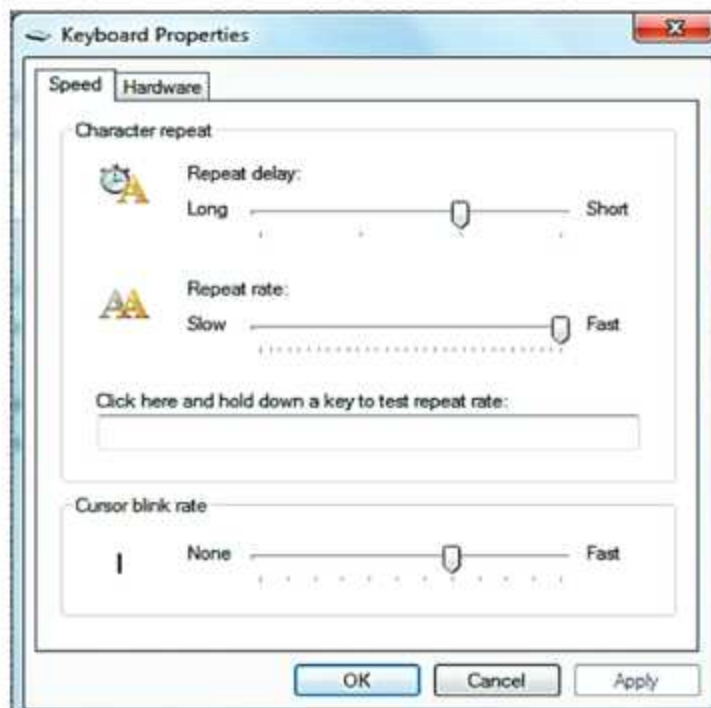 Keyboard Properties
Speed Hardware
Character repeat
Repeat delay:
Long Short
Repeat rate:
Slow Fast
Click here and hold down a key to test repeat rate:
Cursor blink rate
None Fast
OK Cancel Apply